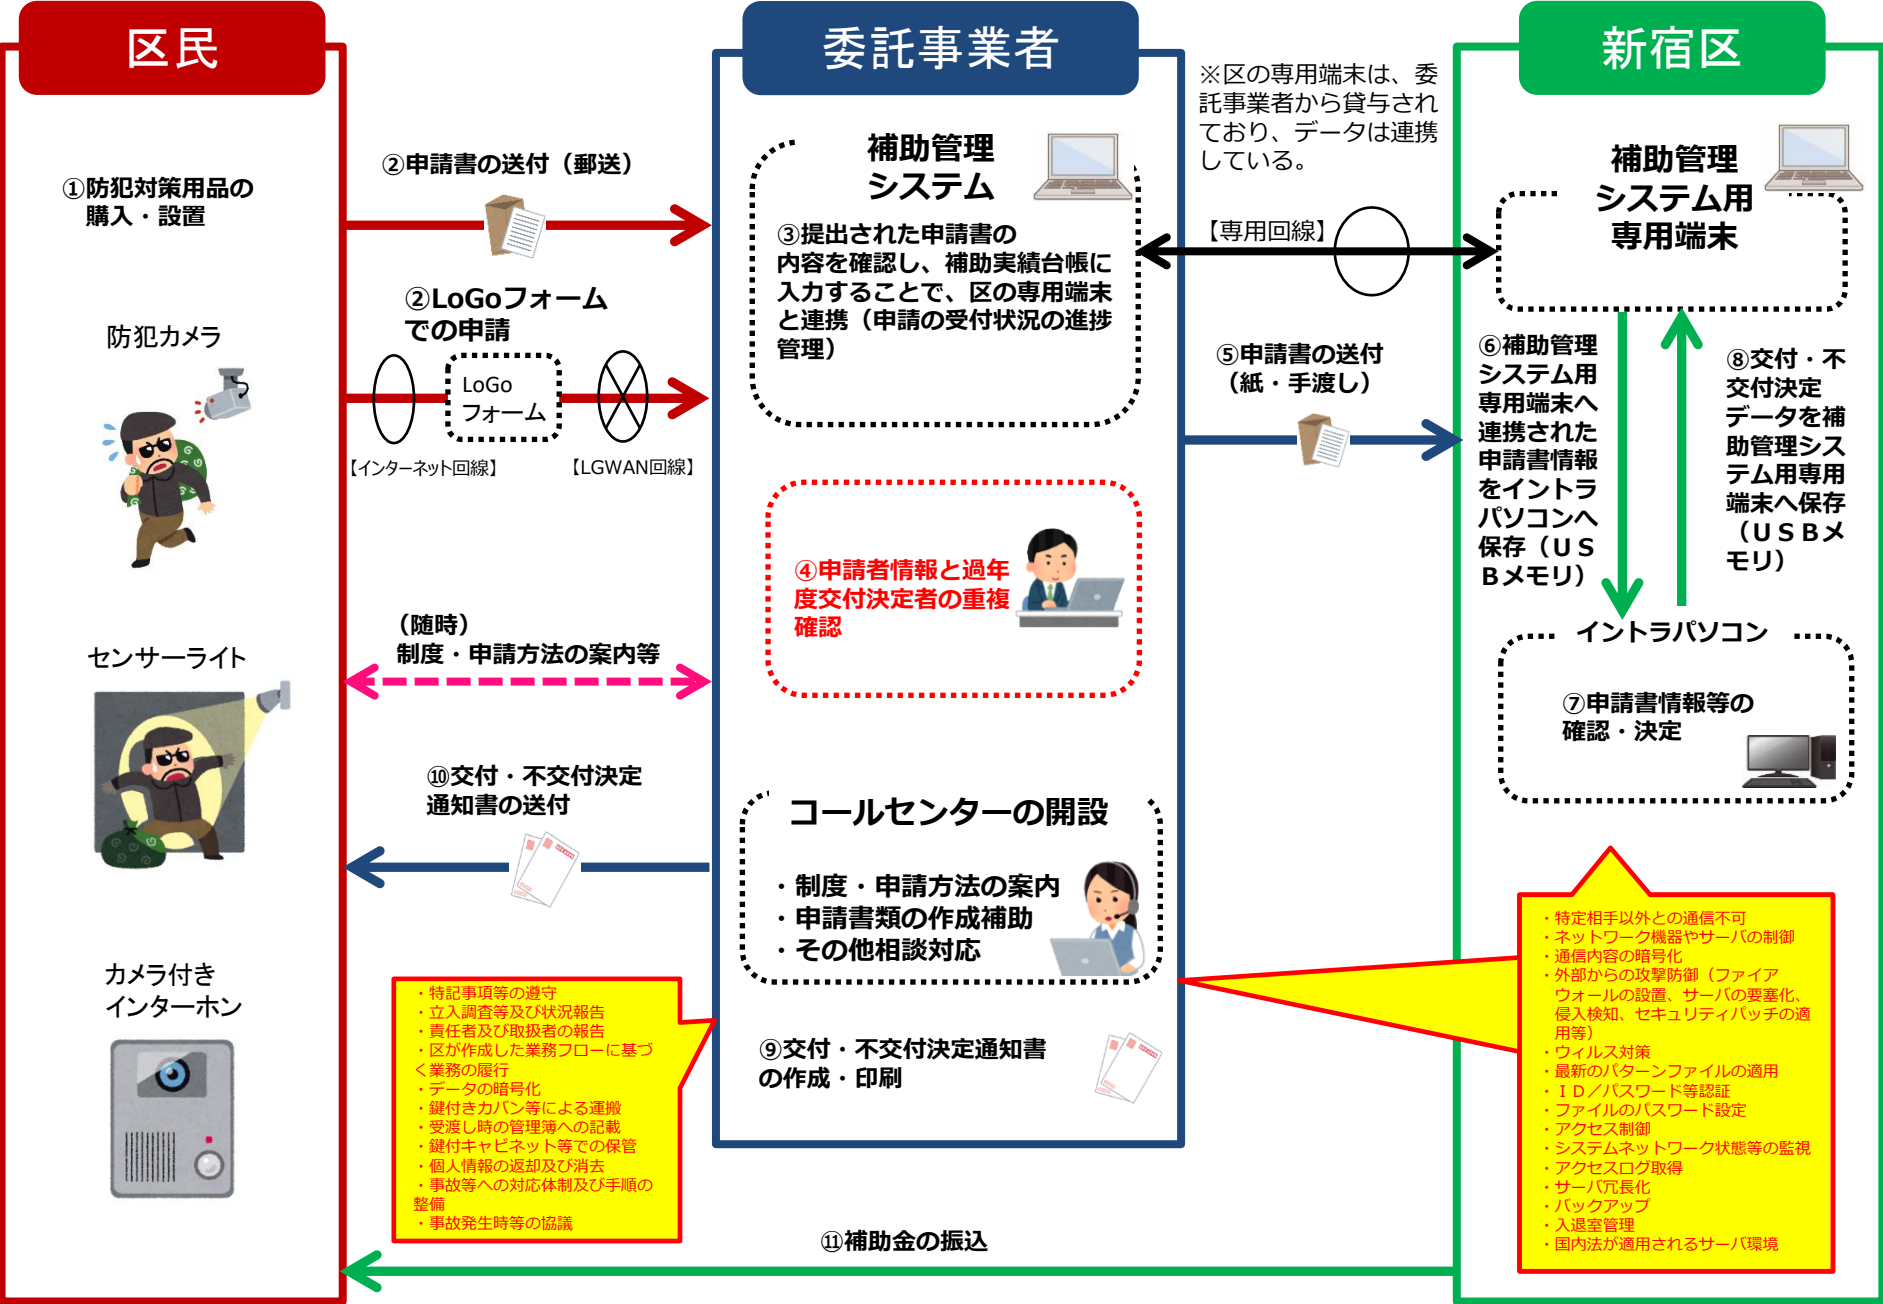 区民
①防犯対策用品の
購入・設置
防犯カメラ
センサーライト
カメラ付き
インターホン
②申請書の送付（郵送）
②LoGoフォーム
での申請
LoGo
フォーム
【インターネット回線】
【LGWAN回線】
（随時）
制度・申請方法の案内等
⑩交付・不交付決定
通知書の送付
・特記事項等の遵守
・立入調査等及び状況報告
・責任者及び取扱者の報告
・区が作成した業務フローに基づ
く業務の履行
・データの暗号化
・鍵付きカバン等による運搬
・受渡し時の管理簿への記載
・鍵付キャビネット等での保管
・個人情報の返却及び消去
・事故等への対応体制及び手順の
整備
・事故発生時等の協議
委託事業者
補助管理
システム
③提出された申請書の
内容を確認し、補助実績台帳に
入力することで、区の専用端末
と連携（申請の受付状況の進捗
管理）
④申請者情報と過年
度交付決定者の重複
確認
コールセンターの開設
・制度・申請方法の案内
・申請書類の作成補助
・その他相談対応
⑨交付・不交付決定通知書
の作成・印刷
⑪補助金の振込
※区の専用端末は、委
託事業者から貸与され
ており、データは連携
している。
【専用回線】
⑤申請書の送付
（紙・手渡し）
新宿区
補助管理
システム用
専用端末
⑥補助管理
システム用
専用端末へ
連携された
申請書情報
をイントラ
パソコンへ
保存（ＵＳ
Ｂメモリ）
⑧交付・不
交付決定
データを補
助管理シス
テム用専用
端末へ保存
（ＵＳＢメ
モリ）
イントラパソコン
⑦申請書情報等の
確認・決定
・特定相手以外との通信不可
・ネットワーク機器やサーバの制御
・通信内容の暗号化
・外部からの攻撃防御（ファイア
ウォールの設置、サーバの要塞化、
侵入検知、セキュリティパッチの適
用等）
・ウィルス対策
・最新のパターンファイルの適用
・ＩＤ／パスワード等認証
・ファイルのパスワード設定
・アクセス制御
・システムネットワーク状態等の監視
・アクセスログ取得
・サーバ冗長化
・バックアップ
・入退室管理
・国内法が適用されるサーバ環境